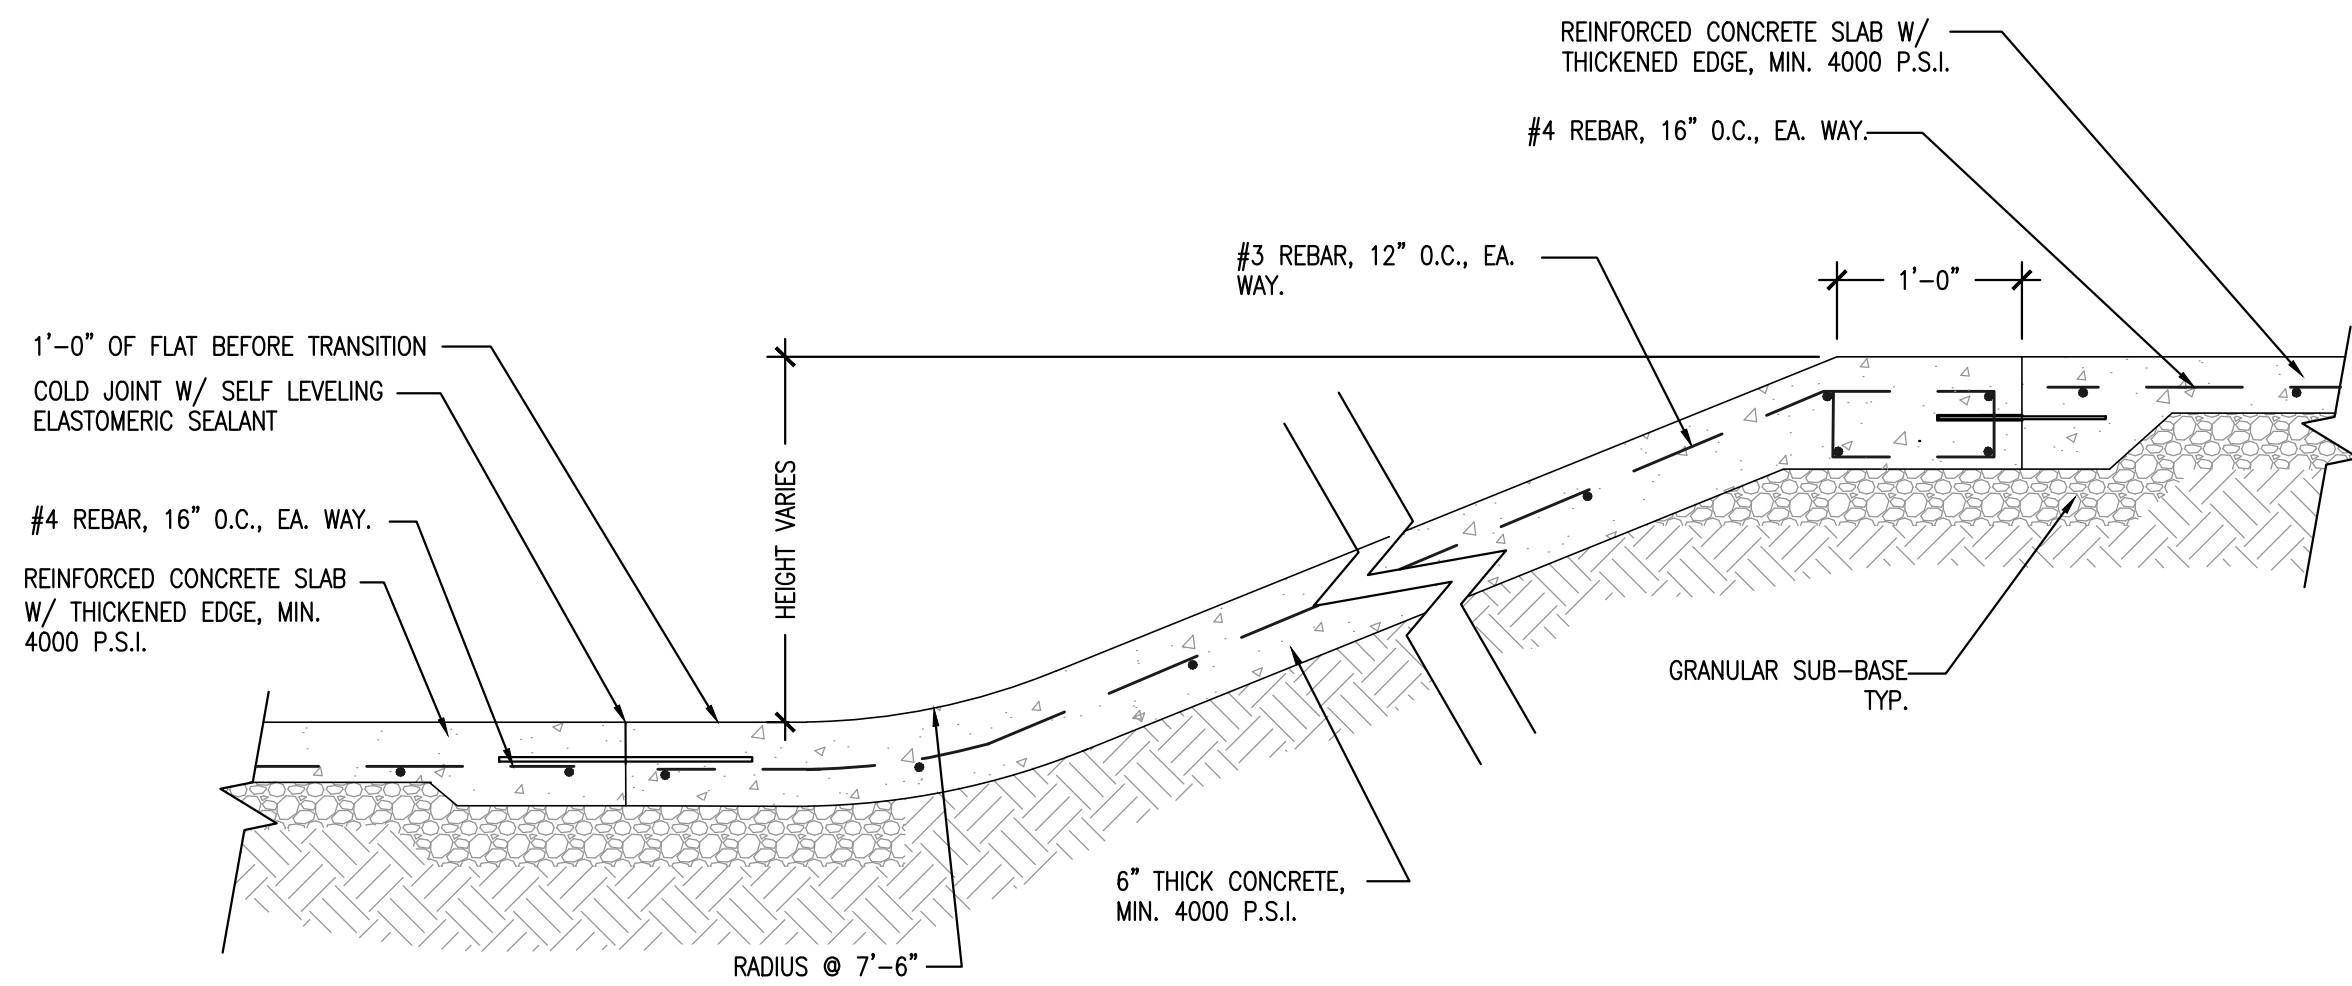 REINFORCED CONCRETE SLAB W/
THICKENED EDGE, MIN. 4000 P.S.I.
#4 REBAR, 16" O.C., EA. WAY.
#3 REBAR, 12" O.C., EA.
WAY.
1'-0"
1'-0" OF FLAT BEFORE TRANSITION
COLD JOINT W/ SELF LEVELING
ELASTOMERIC SEALANT
HEIGHT VARIES
#4 REBAR, 16" O.C., EA. WAY.
REINFORCED CONCRETE SLAB
W/ THICKENED EDGE, MIN.
4000 P.S.I.
GRANULAR SUB-BASE
TYP.
6" THICK CONCRETE,
MIN. 4000 P.S.I.
RADIUS @ 7'-6"